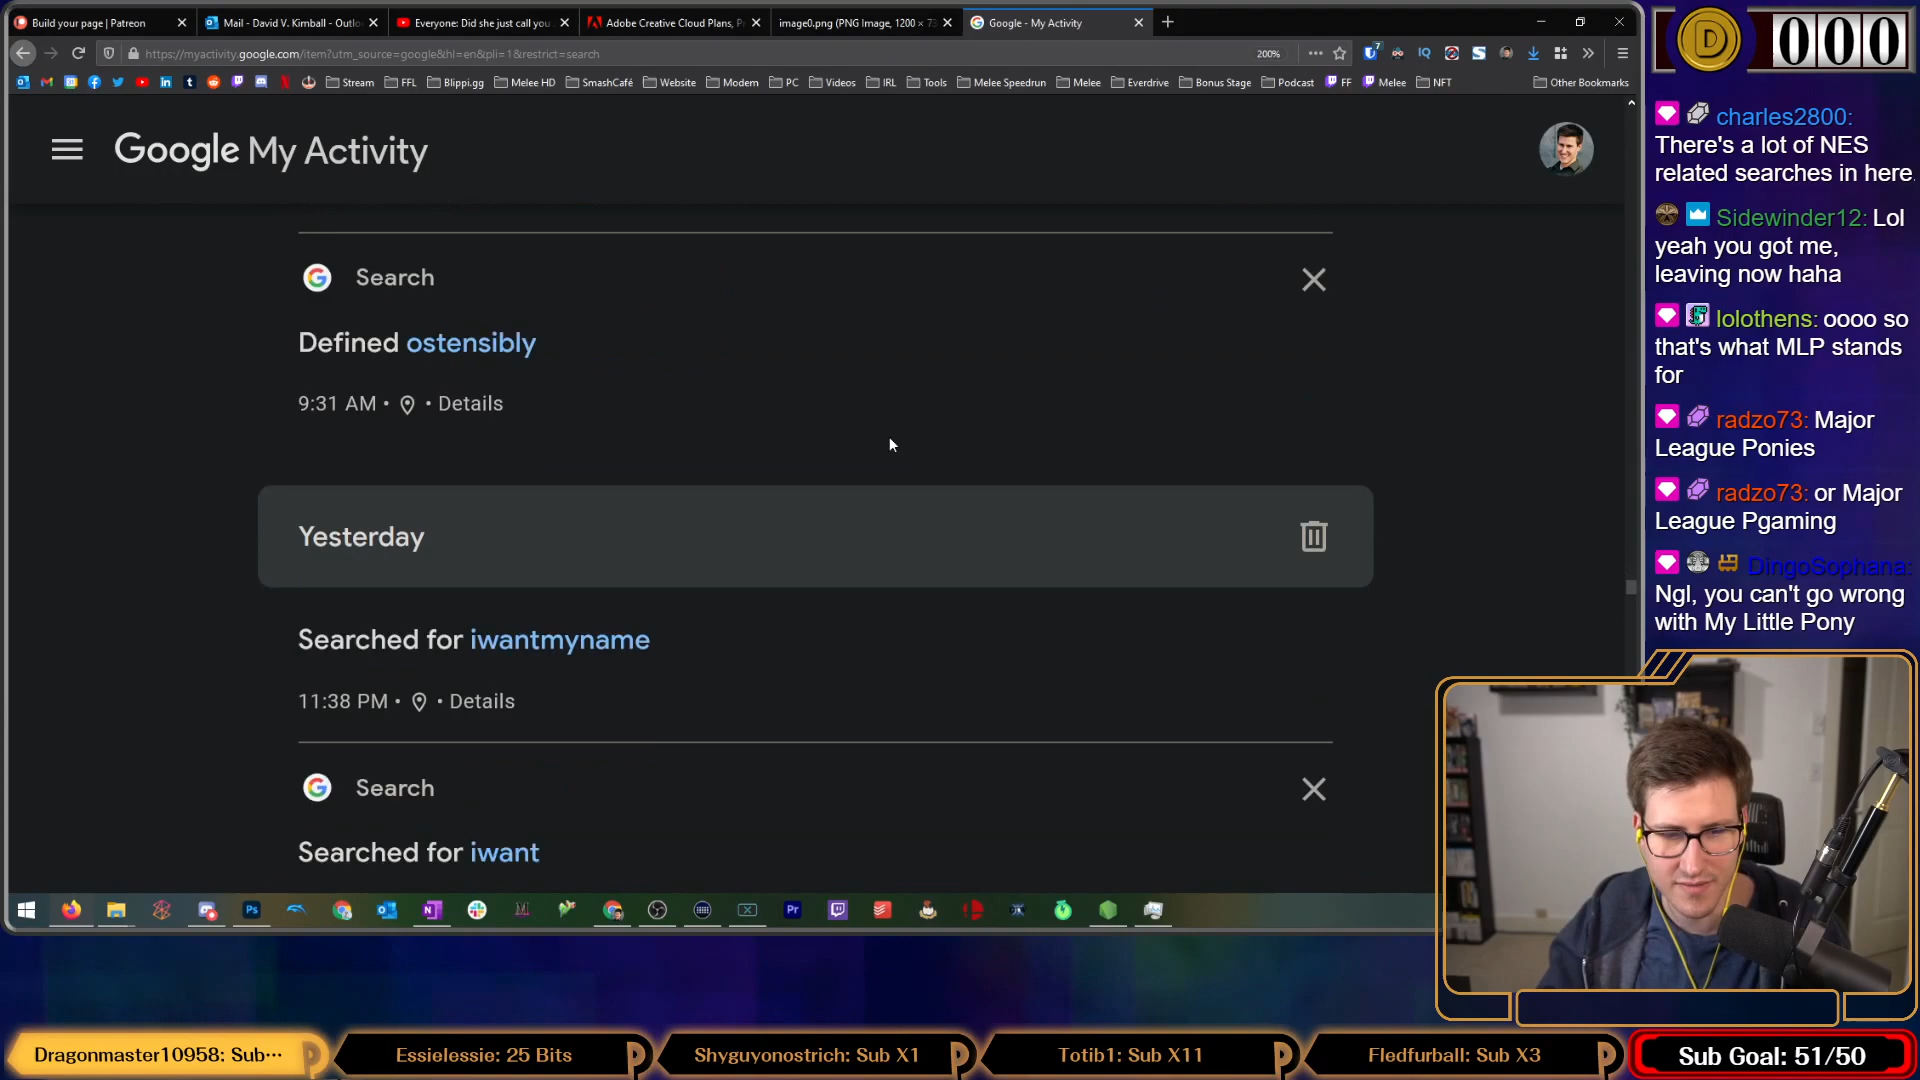 Build your page | Patreon
Mail - David V. Kimball - Outlo
Everyone: Did she just call you
Adobe Creative Cloud Plans, P
image0.png (PNG Image, 1200 × 73
Google - My Activity
https://myactivity.google.com/item?utm_source=google&hl=en&pli=1&restrict=search
200%
7
IQ
Stream
FFL
Blippi.gg
Melee HD
SmashCafé
Website
Modem
PC
Videos
IRL
Tools
Melee Speedrun
Melee
Everdrive
Bonus Stage
Podcast
FF
Melee
NFT
Other Bookmarks
Google My Activity
Search
Defined ostensibly
9:31 AM • • Details
Yesterday
Searched for iwantmyname
11:38 PM • • Details
Search
Searched for iwant
Ps
Pr
D 000
charles2800:
There's a lot of NES
related searches in here
Sidewinder12: Lol
yeah you got me,
leaving now haha
lolothens: oooo so
that's what MLP stands
for
radzo73: Major
League Ponies
radzo73: or Major
League Pgaming
DingoSophana:
Ngl, you can't go wrong
with My Little Pony
Dragonmaster10958: Sub…
Essielessie: 25 Bits
Shyguyonostrich: Sub X1
Totib1: Sub X11
Fledfurball: Sub X3
Sub Goal: 51/50